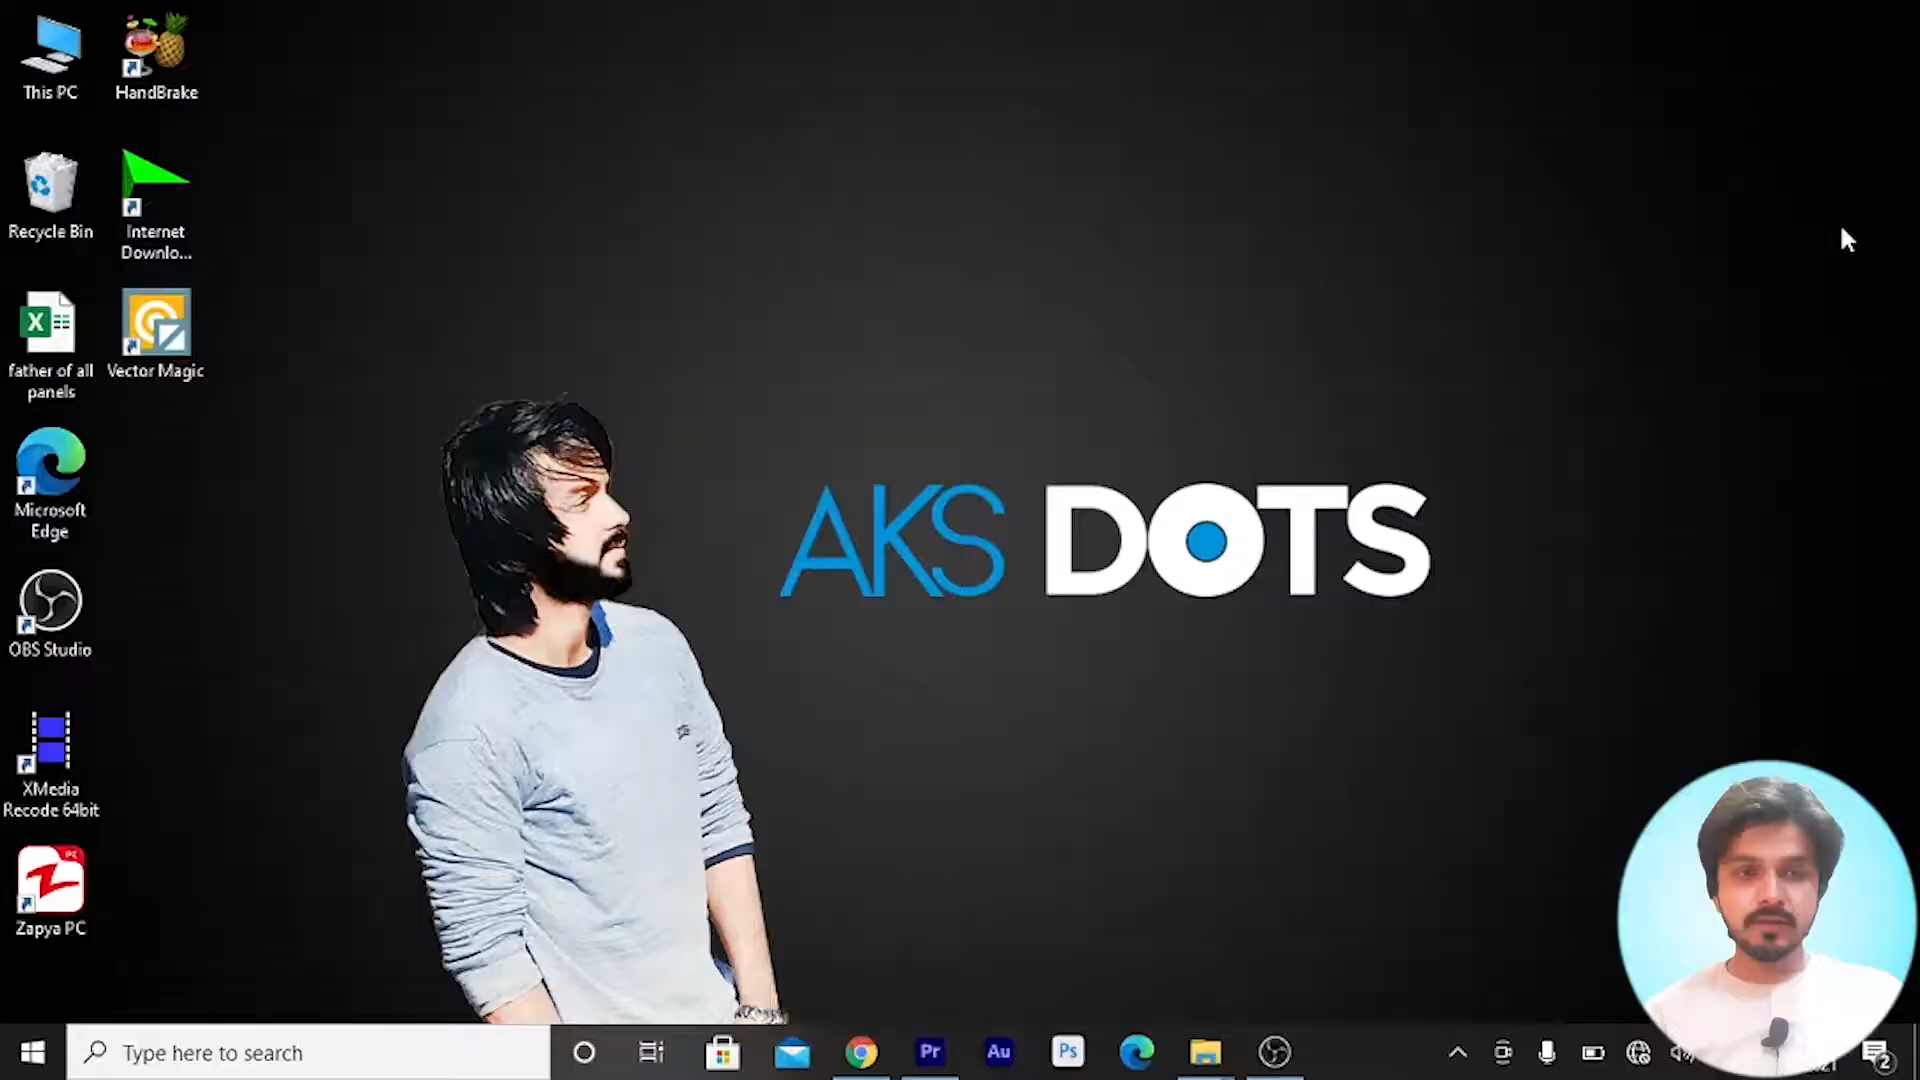 This PC
HandBrake
Recycle Bin
Internet
Downlo...
father of all
panels
Vector Magic
Microsoft
Edge
OBS Studio
XMedia
Recode 64bit
Zapya PC
AKS DOTS
Type here to search
Pr
Au
Ps
2